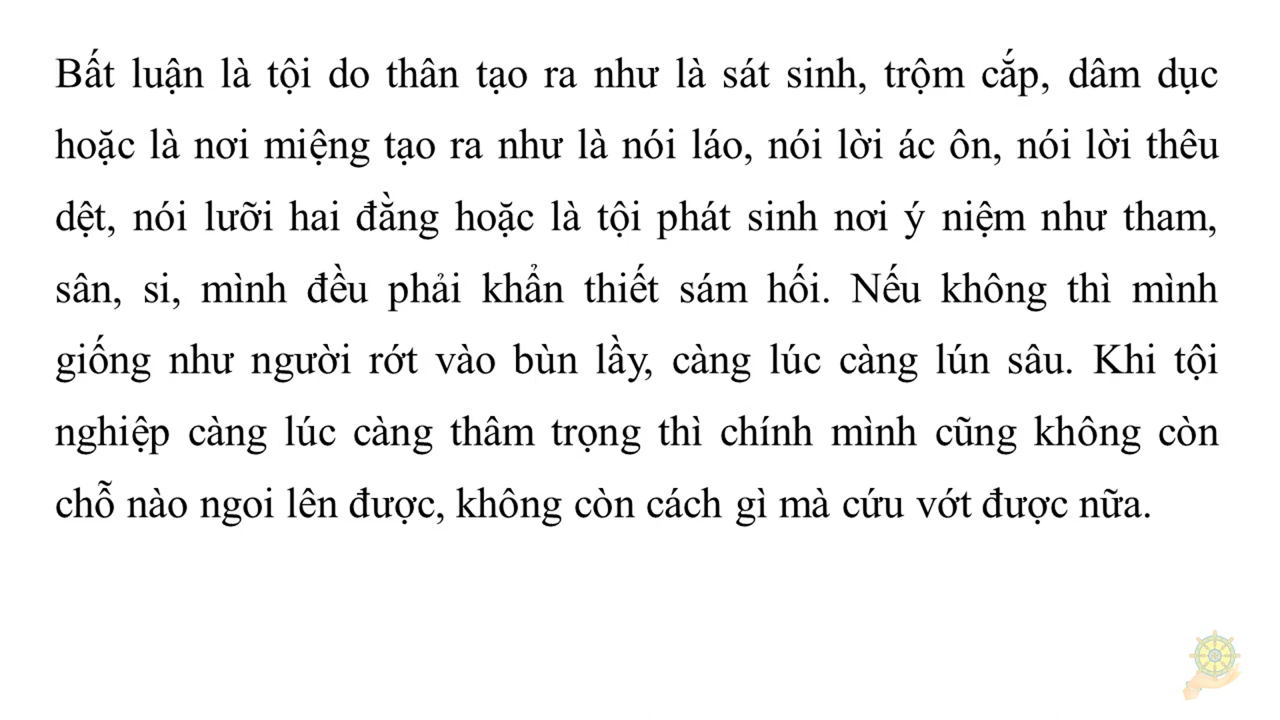 Bất luận là tội do thân tạo ra như là sát sinh, trộm cắp, dâm dục
hoặc là nơi miệng tạo ra như là nói láo, nói lời ác ôn, nói lời thêu
dệt, nói lưỡi hai đằng hoặc là tội phát sinh nơi ý niệm như tham,
sân, si, mình đều phải khẩn thiết sám hối. Nếu không thì mình
giống như người rớt vào bùn lầy, càng lúc càng lún sâu. Khi tội
nghiệp càng lúc càng thâm trọng thì chính mình cũng không còn
chỗ nào ngoi lên được, không còn cách gì mà cứu vớt được nữa.